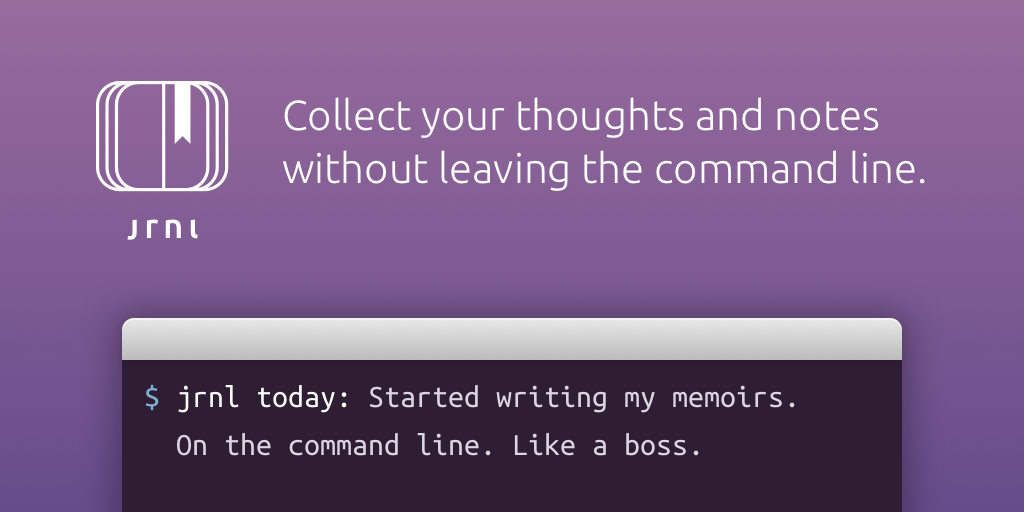 Collect your thoughts and notes
without leaving the command line.
jrnl
$ jrnl today: Started writing my memoirs.
On the command line. Like a boss.